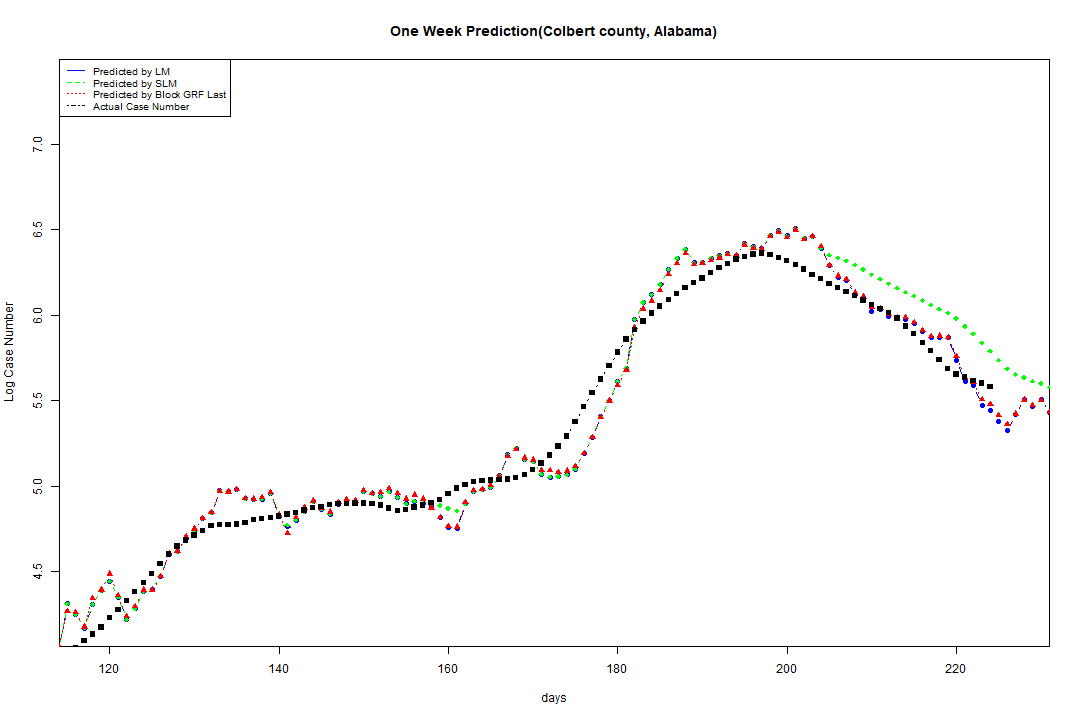 One Week Prediction(Colbert county, Alabama)
Predicted by LM
Predicted by SLM
Predicted by Block GRF Last
Actual Case Number
7.0
6.5
6.0
5.5
5.0
4.5
Log Case Number
120 140 160 180 200 220
days